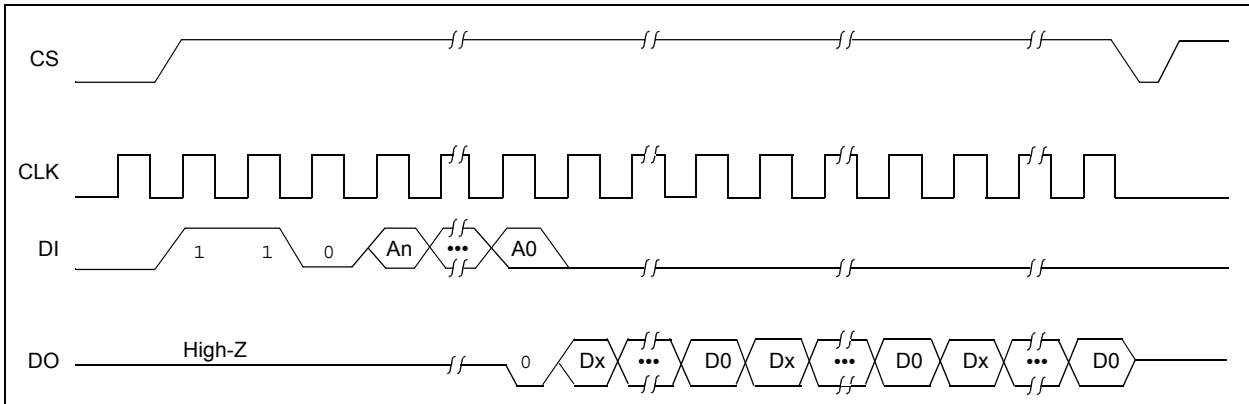 CS
CLK
DI 1 1 0 An ••• A0
High-Z
DO 0 Dx ••• D0 Dx ••• D0 Dx ••• D0